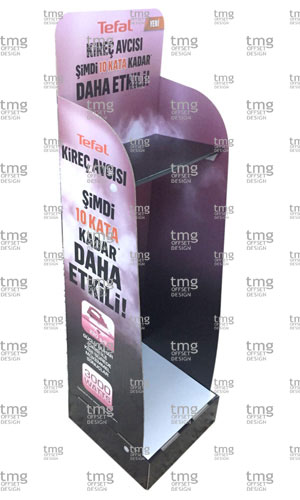 Tefal
YENİ
KİREÇ AVCISI
ŞİMDİ 10 KATA KADAR
DAHA ETKİLİ!
Tefal
KİREÇ AVCISI
ŞİMDİ
10 KATA
KADAR
DAHA
ETKİLİ!
3000
WATT
tmg
OFFSET
DESIGN